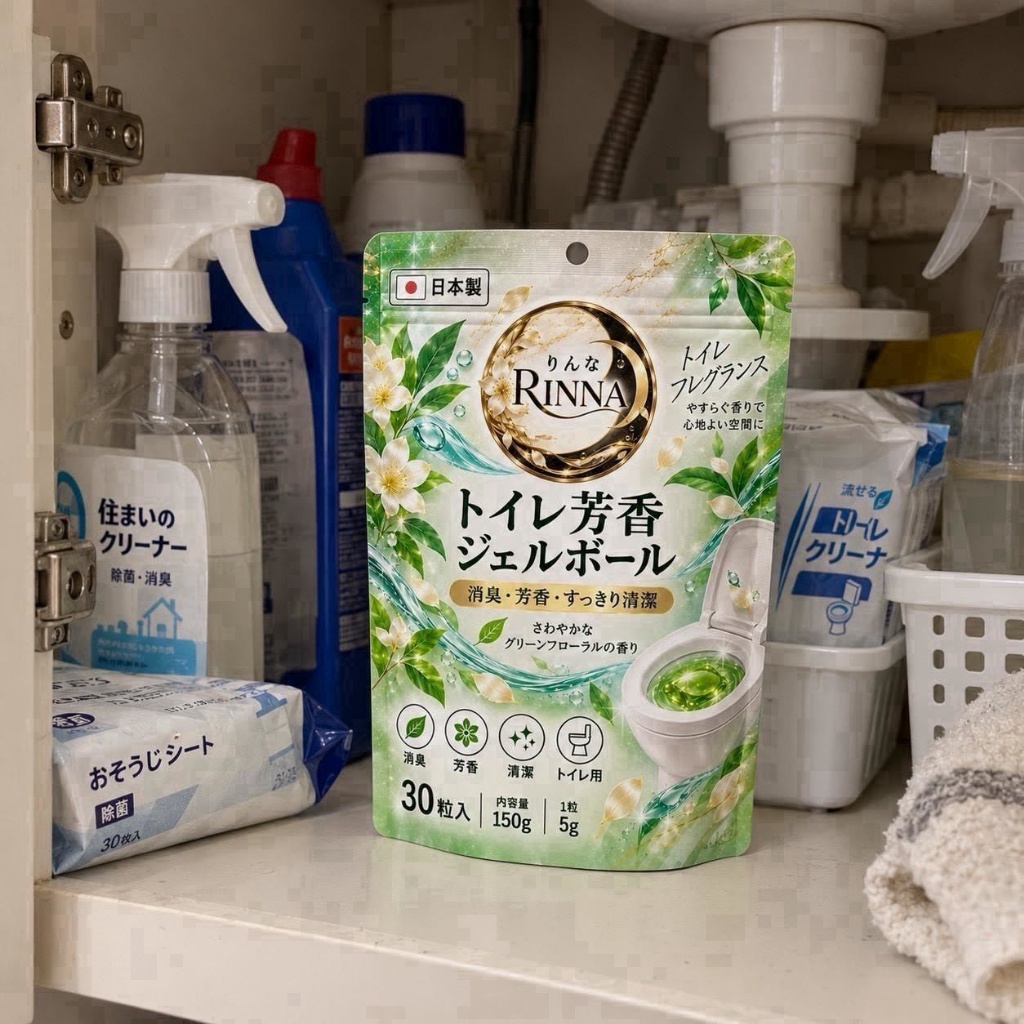 日本製
りんな
RINNA
トイレ
フレグランス
やすらぐ香りで
心地よい空間に
トイレ芳香
ジェルボール
消臭・芳香・すっきり清潔
さわやかな
グリーンフローラルの香り
消臭
芳香
清潔
トイレ用
30粒入
内容量
150g
1粒
5g
住まいの
クリーナー
除菌・消臭
おそうじシート
除菌
30枚入
流せる
トイレ
クリーナ